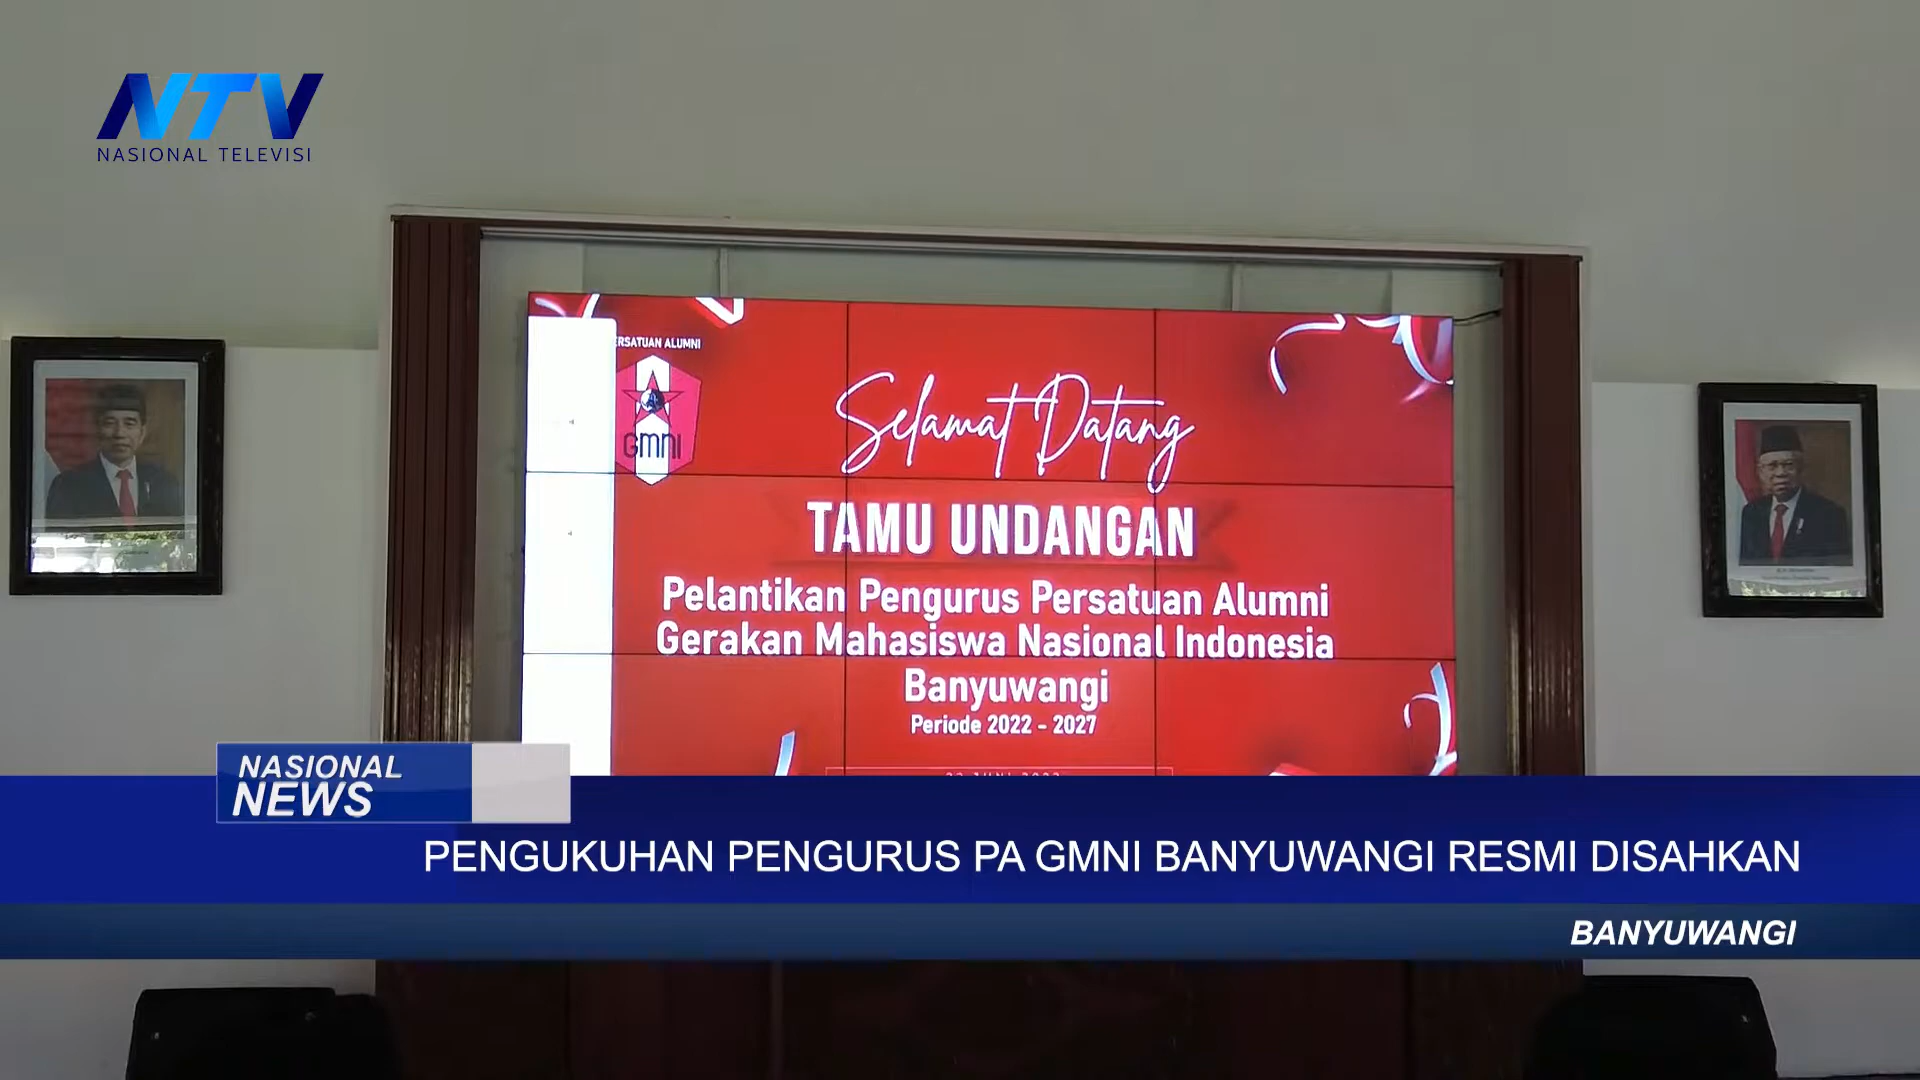 NTV
NASIONAL TELEVISI
ERSATUAN ALUMNI
GMNI
Selamat Datang
TAMU UNDANGAN
Pelantikan Pengurus Persatuan Alumni
Gerakan Mahasiswa Nasional Indonesia
Banyuwangi
Periode 2022 - 2027
NASIONAL
NEWS
PENGUKUHAN PENGURUS PA GMNI BANYUWANGI RESMI DISAHKAN
BANYUWANGI